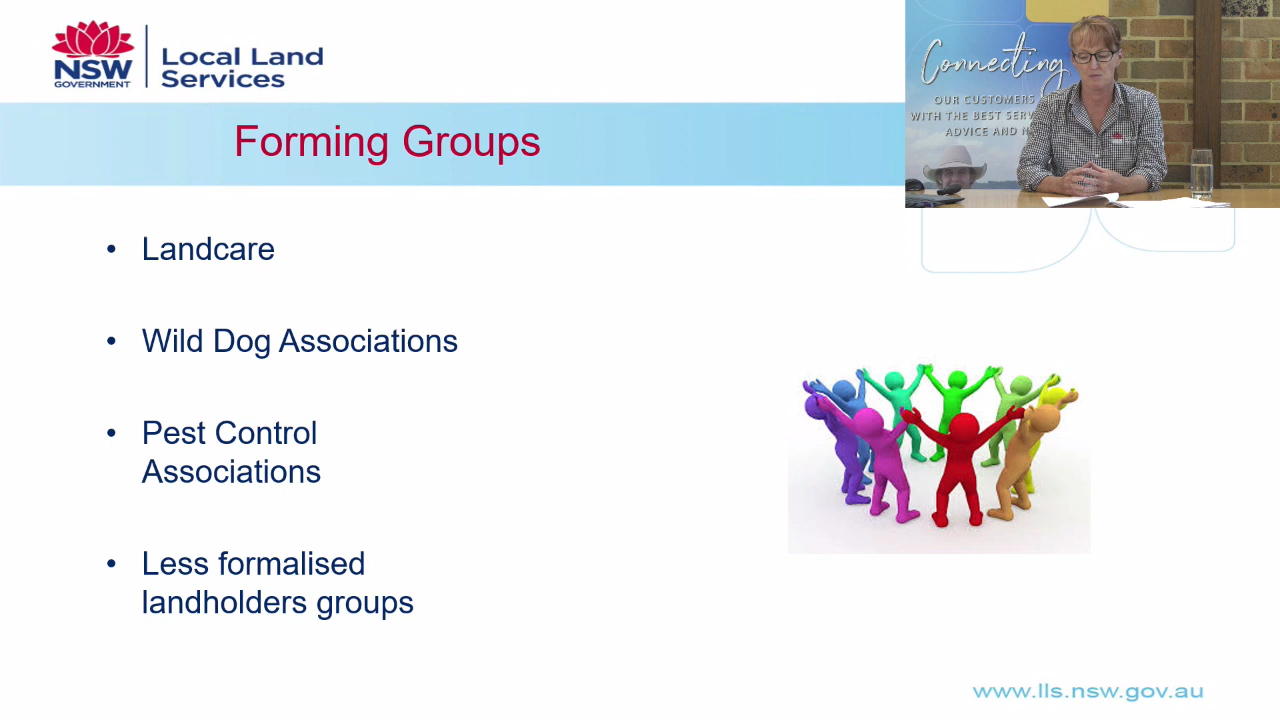 NSW
GOVERNMENT
Local Land
Services
Connecting
OUR CUSTOMERS
WITH THE BEST
ADVICE AND
Forming Groups
• Landcare
• Wild Dog Associations
• Pest Control
Associations
• Less formalised
landholders groups
www.lls.nsw.gov.au